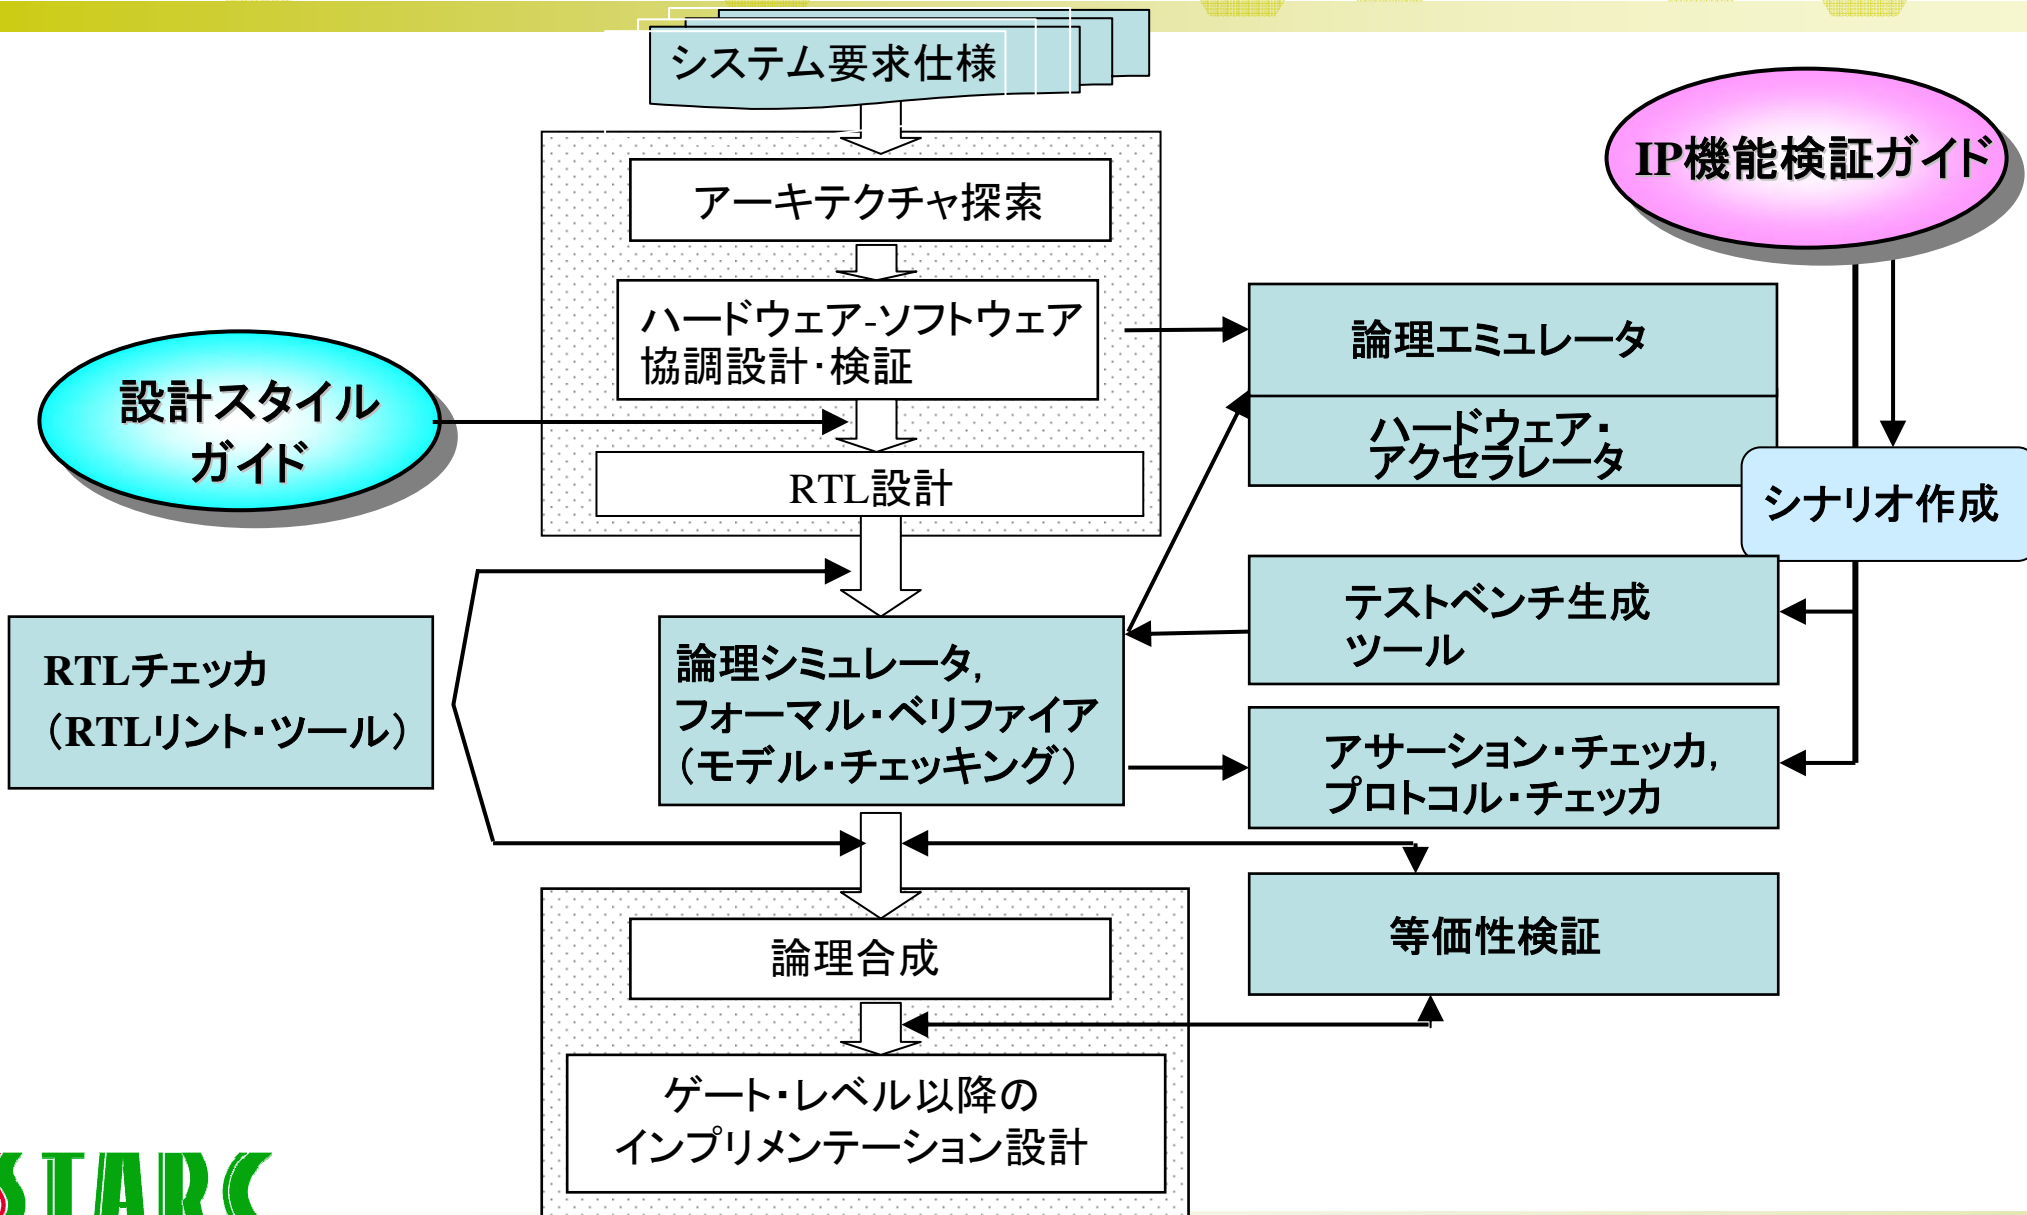 システム要求仕様
アーキテクチャ探索
IP機能検証ガイド
ハードウェア-ソフトウェア
協調設計・検証
論理エミュレータ
設計スタイル
ガイド
ハードウェア・
アクセラレータ
RTL設計
シナリオ作成
テストベンチ生成
ツール
RTLチェッカ
（RTLリント・ツール）
論理シミュレータ,
フォーマル・ベリファイア
（モデル・チェッキング）
アサーション・チェッカ,
プロトコル・チェッカ
等価性検証
論理合成
ゲート・レベル以降の
インプリメンテーション設計
STARC